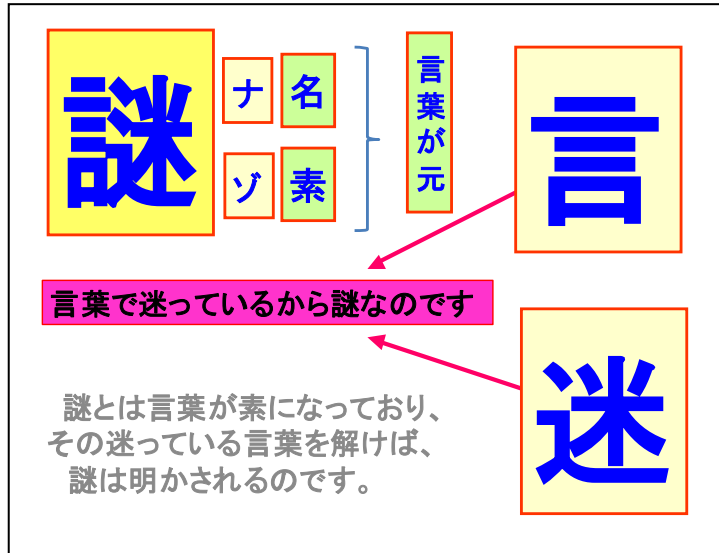 謎
ナ 名
ゾ 素
言葉が元
言
言葉で迷っているから謎なのです
迷
謎とは言葉が素になっており、
その迷っている言葉を解けば、
謎は明かされるのです。